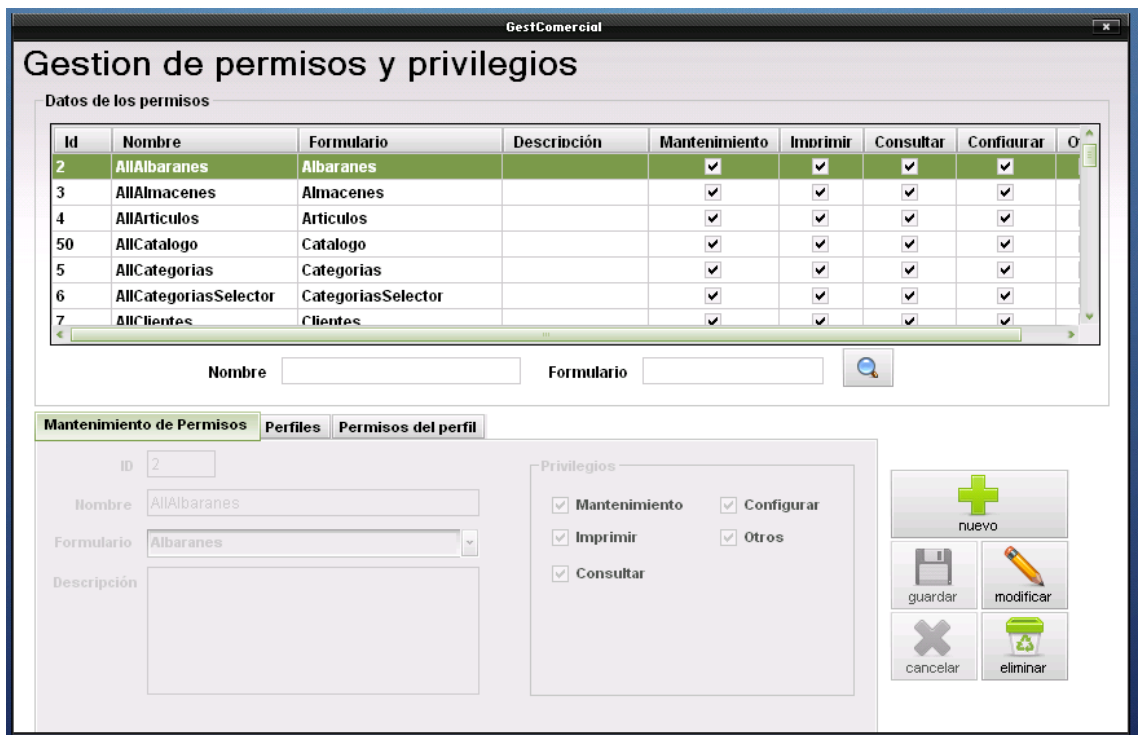 GestComercial
Gestion de permisos y privilegios
Datos de los permisos
Id Nombre Formulario Descripción Mantenimiento Imprimir Consultar Configurar O
2 AllAlbaranes Albaranes
3 AllAlmacenes Almacenes
4 AllArticulos Articulos
50 AllCatalogo Catalogo
5 AllCategorias Categorias
6 AllCategoriasSelector CategoriasSelector
7 AllClientes Clientes
Nombre Formulario
Mantenimiento de Permisos Perfiles Permisos del perfil
ID 2
Nombre AllAlbaranes
Formulario Albaranes
Descripción
Privilegios
Mantenimiento Configurar
Imprimir Otros
Consultar
nuevo
guardar modificar
cancelar eliminar